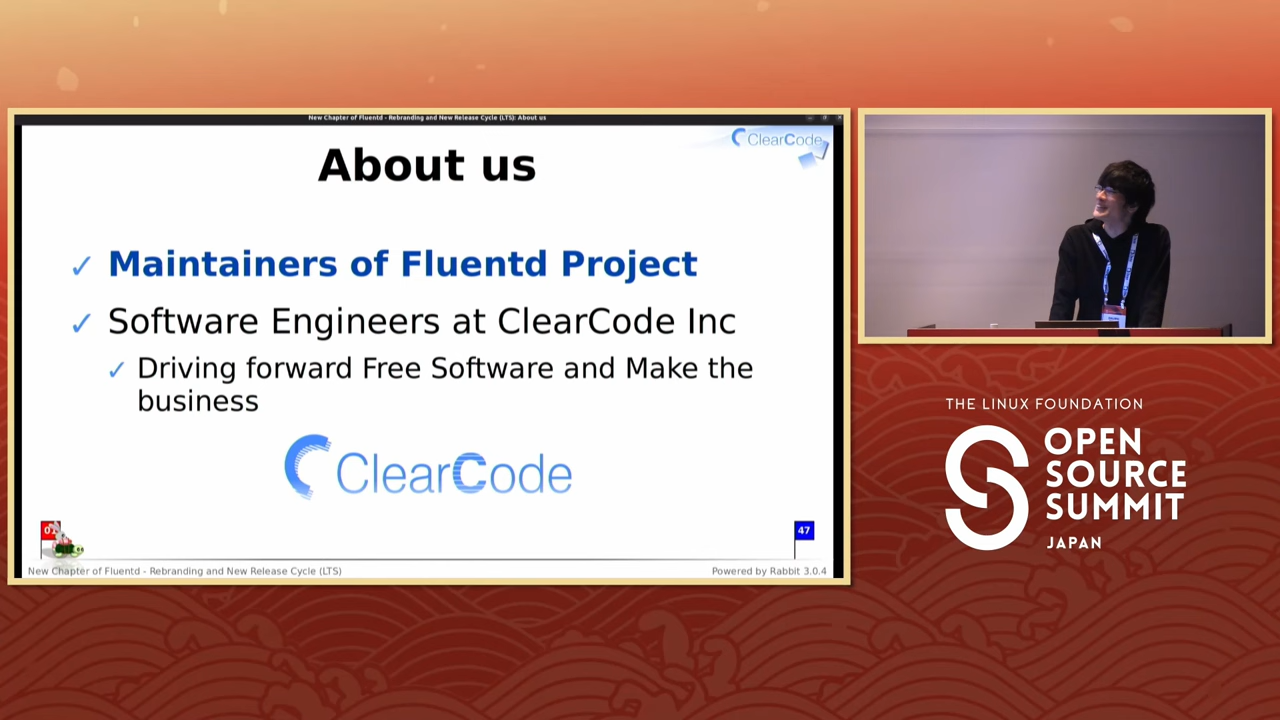 New Chapter of Fluentd - Rebranding and New Release Cycle (LTS): About us
ClearCode
About us
✓ Maintainers of Fluentd Project
✓ Software Engineers at ClearCode Inc
✓ Driving forward Free Software and Make the
business
ClearCode
47
New Chapter of Fluentd - Rebranding and New Release Cycle (LTS)
Powered by Rabbit 3.0.4
THE LINUX FOUNDATION
OPEN
SOURCE
SUMMIT
JAPAN